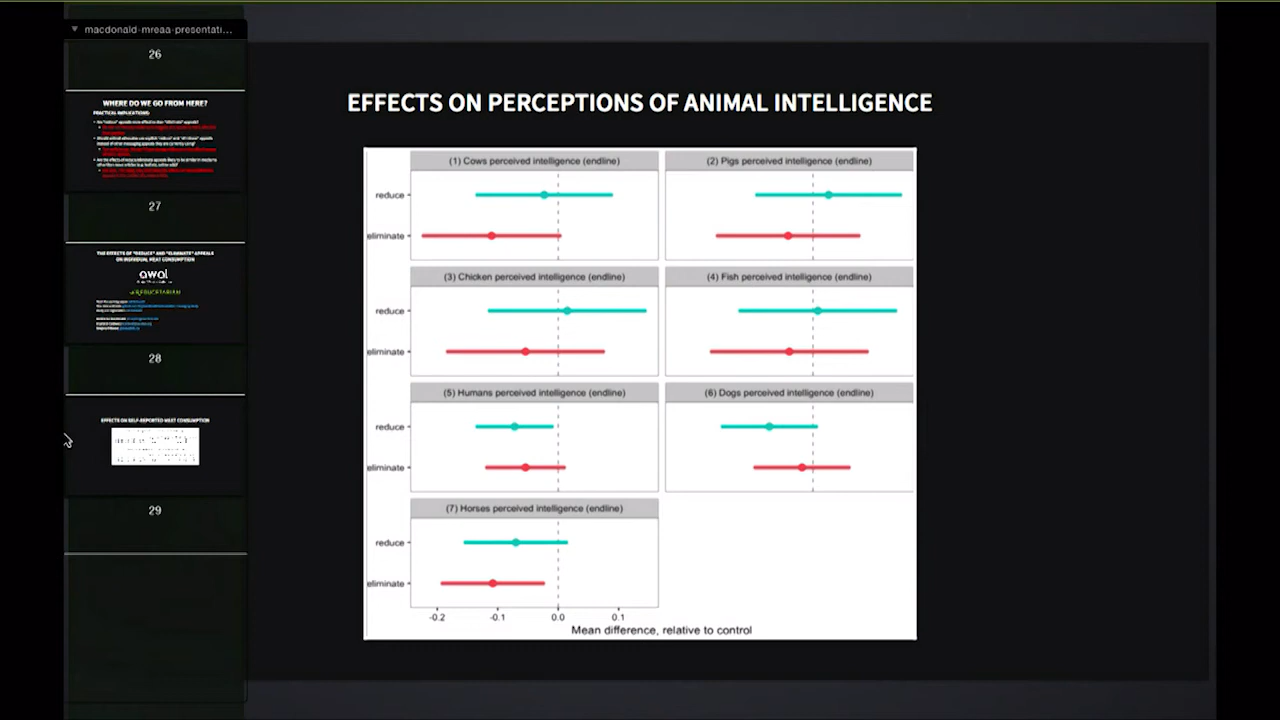 macdonald-mreaa-presentati...
26
WHERE DO WE GO FROM HERE?
PRACTICAL IMPLICATIONS:
27
THE EFFECTS OF "REDUCE" AND "ELIMINATE" APPEALS
ON INDIVIDUAL MEAT CONSUMPTION
awol
REDUCETARIAN
28
EFFECTS ON SELF-REPORTED MEAT CONSUMPTION
29
EFFECTS ON PERCEPTIONS OF ANIMAL INTELLIGENCE
(1) Cows perceived intelligence (endline)
reduce
eliminate
(2) Pigs perceived intelligence (endline)
(3) Chicken perceived intelligence (endline)
reduce
eliminate
(4) Fish perceived intelligence (endline)
(5) Humans perceived intelligence (endline)
reduce
eliminate
(6) Dogs perceived intelligence (endline)
(7) Horses perceived intelligence (endline)
reduce
eliminate
-0.2 -0.1 0.0 0.1
Mean difference, relative to control